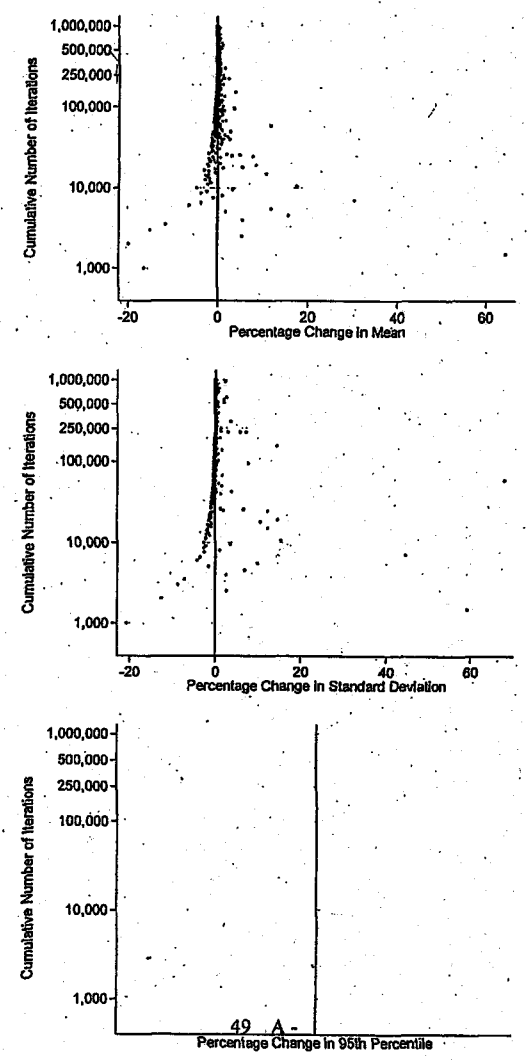 1,000,000
500,000
250,000
100,000
10,000
1,000
Cumulative Number of Iterations
-20 0 20 40 60
Percentage Change in Mean
1,000,000
500,000
250,000
100,000
10,000
1,000
Cumulative Number of Iterations
-20 0 20 40 60
Percentage Change in Standard Deviation
1,000,000
500,000
250,000
100,000
10,000
1,000
Cumulative Number of Iterations
49 A -
Percentage Change in 95th Percentile